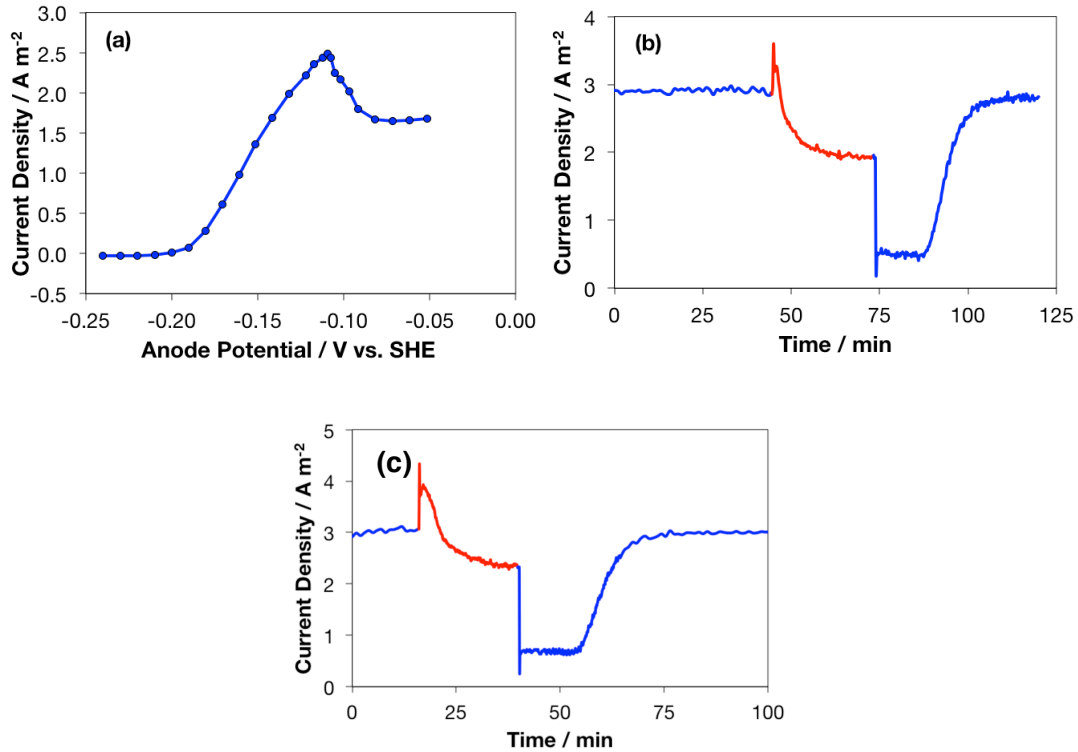 (a)
Current Density / A m⁻²
3.0
2.5
2.0
1.5
1.0
0.5
0.0
-0.5
-0.25 -0.20 -0.15 -0.10 -0.05 0.00
Anode Potential / V vs. SHE
(b)
Current Density / A m⁻²
4
3
2
1
0
0 25 50 75 100 125
Time / min
(c)
Current Density / A m⁻²
5
4
3
2
1
0
0 25 50 75 100
Time / min